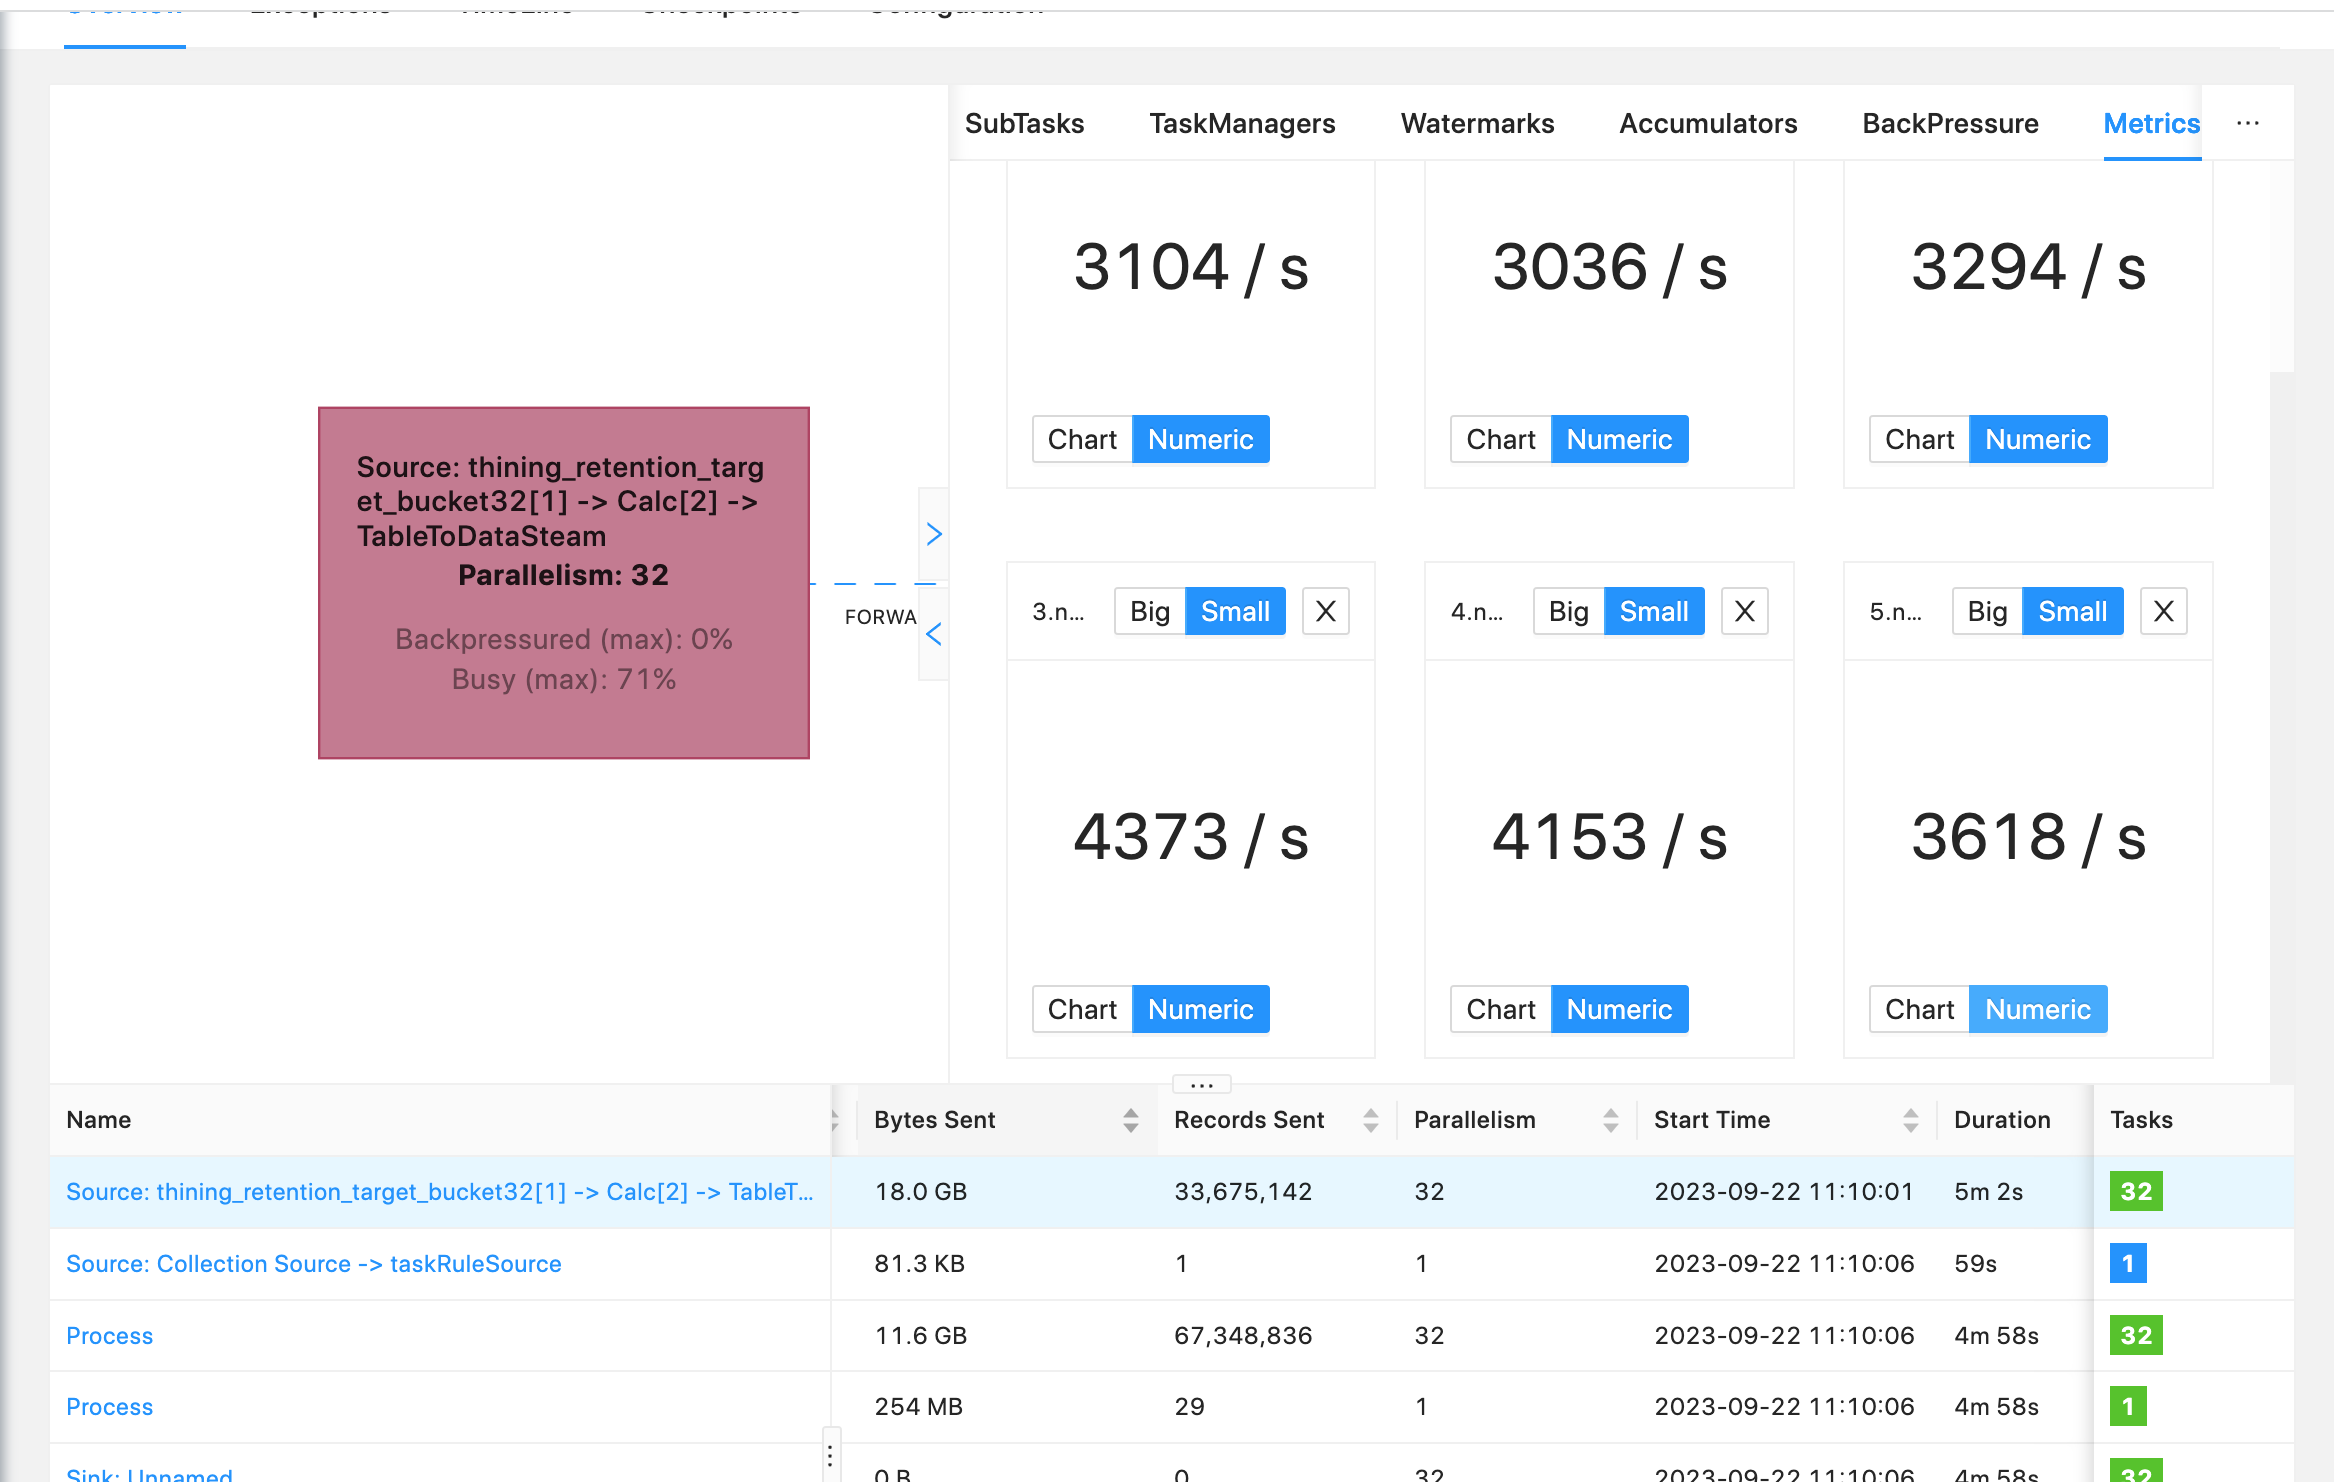 Overview Exceptions TimeLine Checkpoints Configuration
SubTasks TaskManagers Watermarks Accumulators BackPressure Metrics ...
3104 / s 3036 / s 3294 / s
Chart Numeric Chart Numeric Chart Numeric
Source: thining_retention_targ
et_bucket32[1] -> Calc[2] ->
TableToDataSteam
Parallelism: 32
Backpressured (max): 0%
Busy (max): 71%
FORWA
3.n... Big Small X 4.n... Big Small X 5.n... Big Small X
4373 / s 4153 / s 3618 / s
Chart Numeric Chart Numeric Chart Numeric
Name Bytes Sent Records Sent Parallelism Start Time Duration Tasks
Source: thining_retention_target_bucket32[1] -> Calc[2] -> TableT... 18.0 GB 33,675,142 32 2023-09-22 11:10:01 5m 2s 32
Source: Collection Source -> taskRuleSource 81.3 KB 1 1 2023-09-22 11:10:06 59s 1
Process 11.6 GB 67,348,836 32 2023-09-22 11:10:06 4m 58s 32
Process 254 MB 29 1 2023-09-22 11:10:06 4m 58s 1
Sink: Unnamed 0 B 0 32 2023-09-22 11:10:06 4m 58s 32